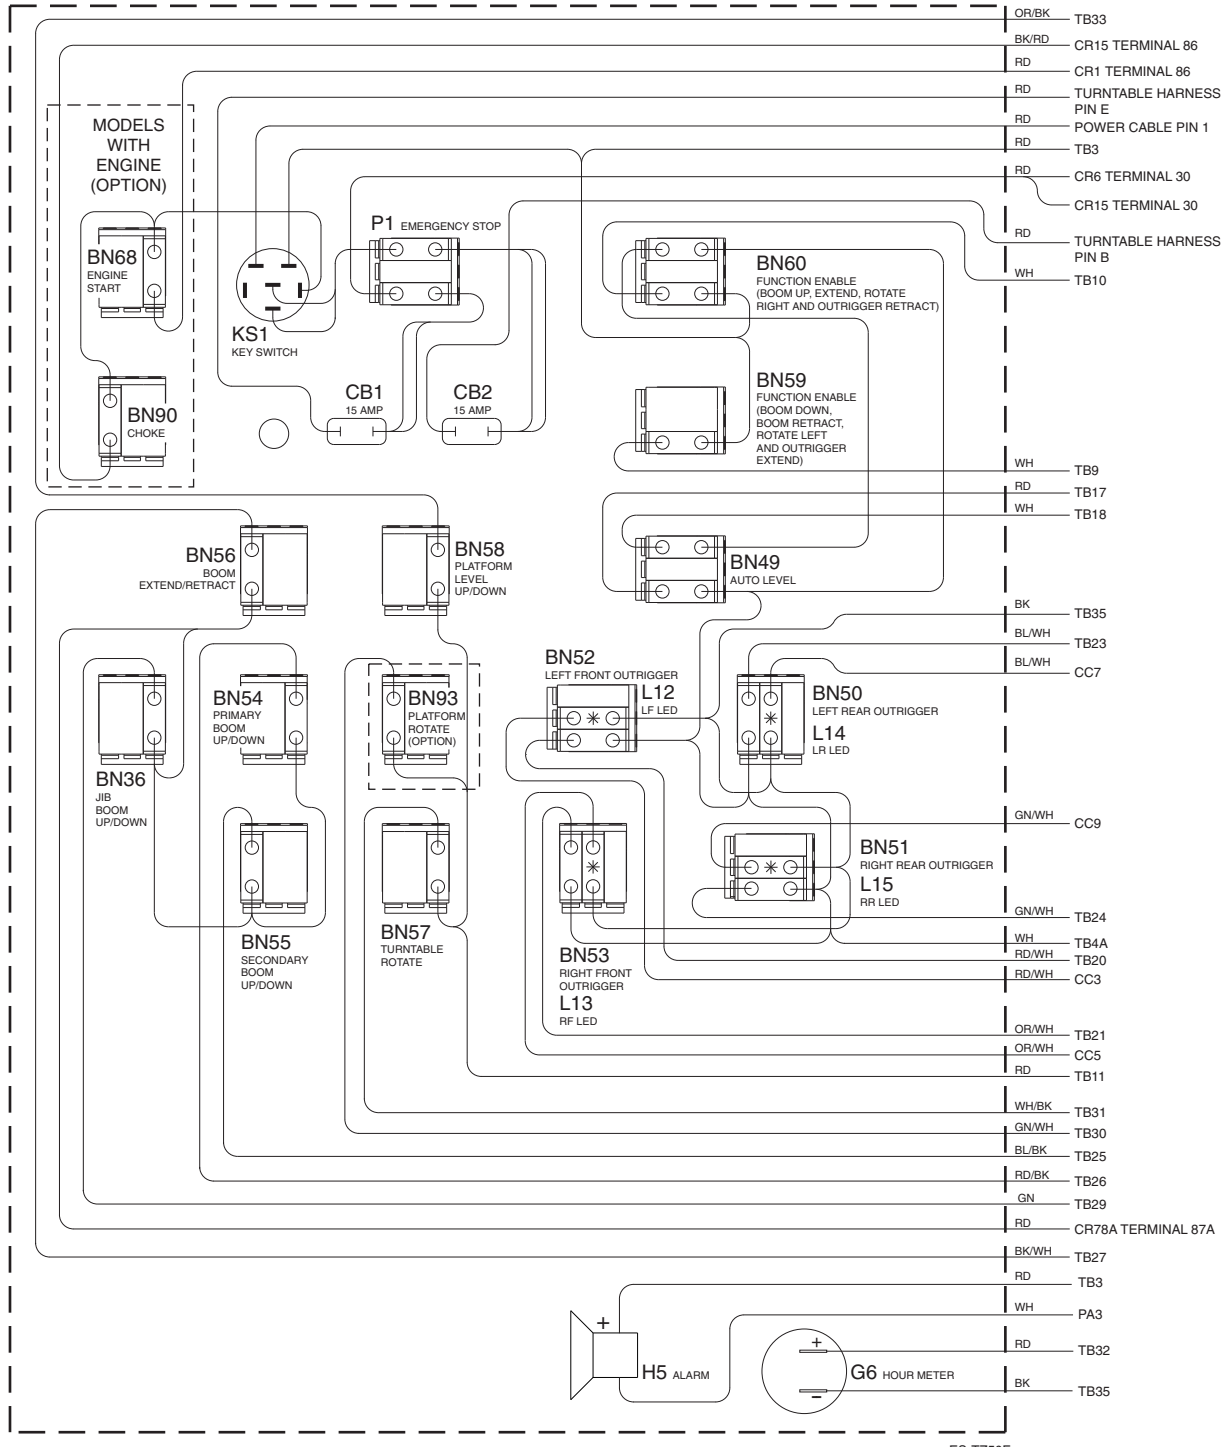 OR/BK
TB33
BK/RD
CR15 TERMINAL 86
RD
CR1 TERMINAL 86
RD
TURNTABLE HARNESS
PIN E
RD
POWER CABLE PIN 1
RD
TB3
RD
CR6 TERMINAL 30
CR15 TERMINAL 30
RD
TURNTABLE HARNESS
PIN B
WH
TB10
MODELS
WITH
ENGINE
(OPTION)
BN68
ENGINE
START
BN90
CHOKE
KS1
KEY SWITCH
P1 EMERGENCY STOP
CB1
15 AMP
CB2
15 AMP
BN60
FUNCTION ENABLE
(BOOM UP, EXTEND, ROTATE
RIGHT AND OUTRIGGER RETRACT)
BN59
FUNCTION ENABLE
(BOOM DOWN,
BOOM RETRACT,
ROTATE LEFT
AND OUTRIGGER
EXTEND)
WH
TB9
RD
TB17
WH
TB18
BN56
BOOM
EXTEND/RETRACT
BN58
PLATFORM
LEVEL
UP/DOWN
BN49
AUTO LEVEL
BK
TB35
BL/WH
TB23
BL/WH
CC7
BN36
JIB
BOOM
UP/DOWN
BN54
PRIMARY
BOOM
UP/DOWN
BN93
PLATFORM
ROTATE
(OPTION)
BN52
LEFT FRONT OUTRIGGER
L12
LF LED
BN50
LEFT REAR OUTRIGGER
L14
LR LED
GN/WH
CC9
BN51
RIGHT REAR OUTRIGGER
L15
RR LED
GN/WH
TB24
WH
TB4A
RD/WH
TB20
RD/WH
CC3
BN55
SECONDARY
BOOM
UP/DOWN
BN57
TURNTABLE
ROTATE
BN53
RIGHT FRONT
OUTRIGGER
L13
RF LED
OR/WH
TB21
OR/WH
CC5
RD
TB11
WH/BK
TB31
GN/WH
TB30
BL/BK
TB25
RD/BK
TB26
GN
TB29
RD
CR78A TERMINAL 87A
BK/WH
TB27
RD
TB3
WH
PA3
+
H5 ALARM
+
–
G6 HOUR METER
RD
TB32
BK
TB35